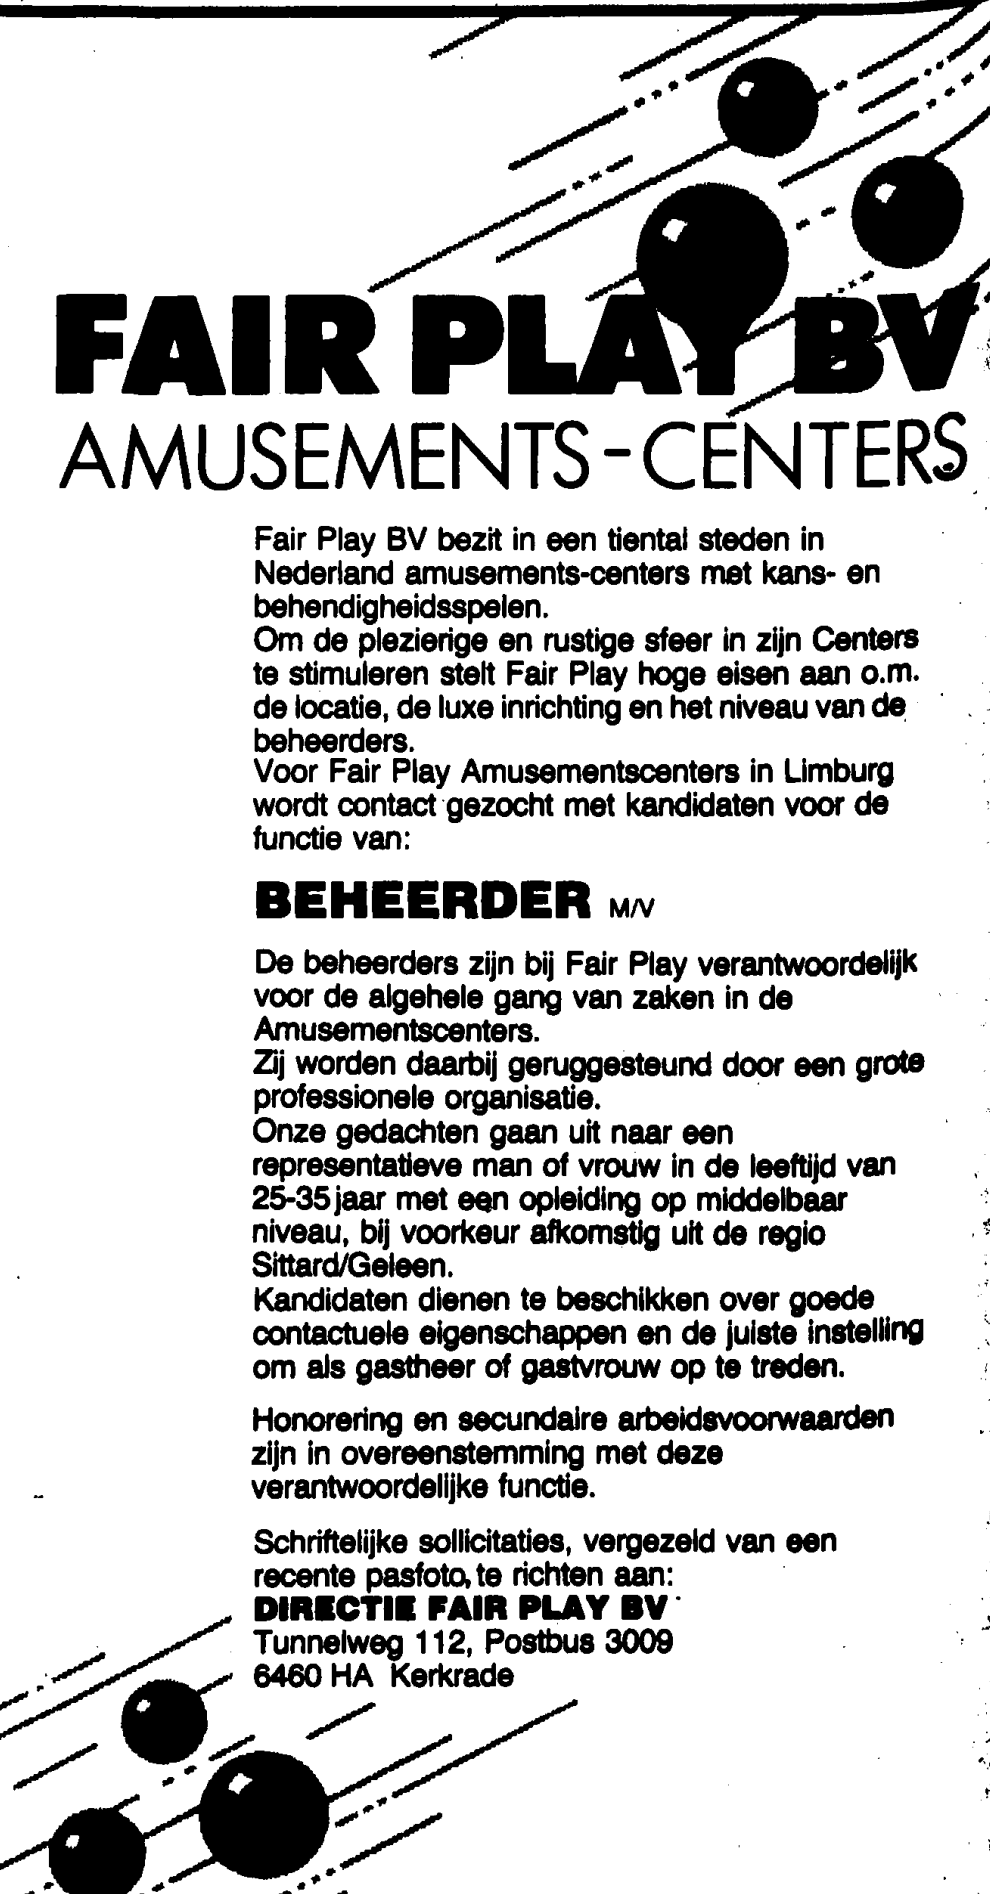 FAIR PLAY BV
AMUSEMENTS-CENTERS
Fair Play BV bezit in een tiental steden in
Nederland amusements-centers met kans- en
behendigheidsspelen.
Om de plezierige en rustige sfeer in zijn Centers
te stimuleren stelt Fair Play hoge eisen aan o.m.
de locatie, de luxe inrichting en het niveau van de
beheerders.
Voor Fair Play Amusementscenters in Limburg
wordt contact gezocht met kandidaten voor de
functie van:
BEHEERDER M/V
De beheerders zijn bij Fair Play verantwoordelijk
voor de algehele gang van zaken in de
Amusementscenters.
Zij worden daarbij geruggesteund door een grote
professionele organisatie.
Onze gedachten gaan uit naar een
representatieve man of vrouw in de leeftijd van
25-35 jaar met een opleiding op middelbaar
niveau, bij voorkeur afkomstig uit de regio
Sittard/Geleen.
Kandidaten dienen te beschikken over goede
contactuele eigenschappen en de juiste instelling
om als gastheer of gastvrouw op te treden.
Honorering en secundaire arbeidsvoorwaarden
zijn in overeenstemming met deze
verantwoordelijke functie.
Schriftelijke sollicitaties, vergezeld van een
recente pasfoto, te richten aan:
DIRECTIE FAIR PLAY BV
Tunnelweg 112, Postbus 3009
6460 HA Kerkrade